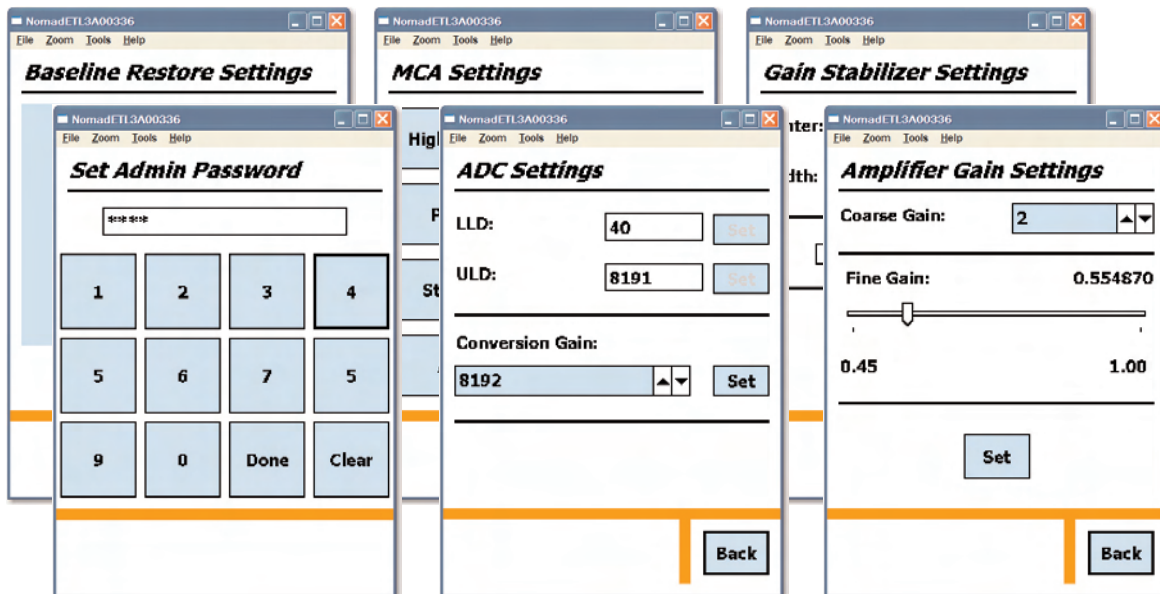 NomadETL3A00336
File Zoom Tools Help
Baseline Restore Settings
NomadETL3A00336
File Zoom Tools Help
MCA Settings
NomadETL3A00336
File Zoom Tools Help
Gain Stabilizer Settings
NomadETL3A00336
File Zoom Tools Help
Set Admin Password
****
1 2 3 4
5 6 7 5
9 0 Done Clear
NomadETL3A00336
File Zoom Tools Help
ADC Settings
LLD: 40 Set
ULD: 8191 Set
Conversion Gain:
8192 Set
Back
NomadETL3A00336
File Zoom Tools Help
Amplifier Gain Settings
Coarse Gain: 2
Fine Gain: 0.554870
0.45 1.00
Set
Back